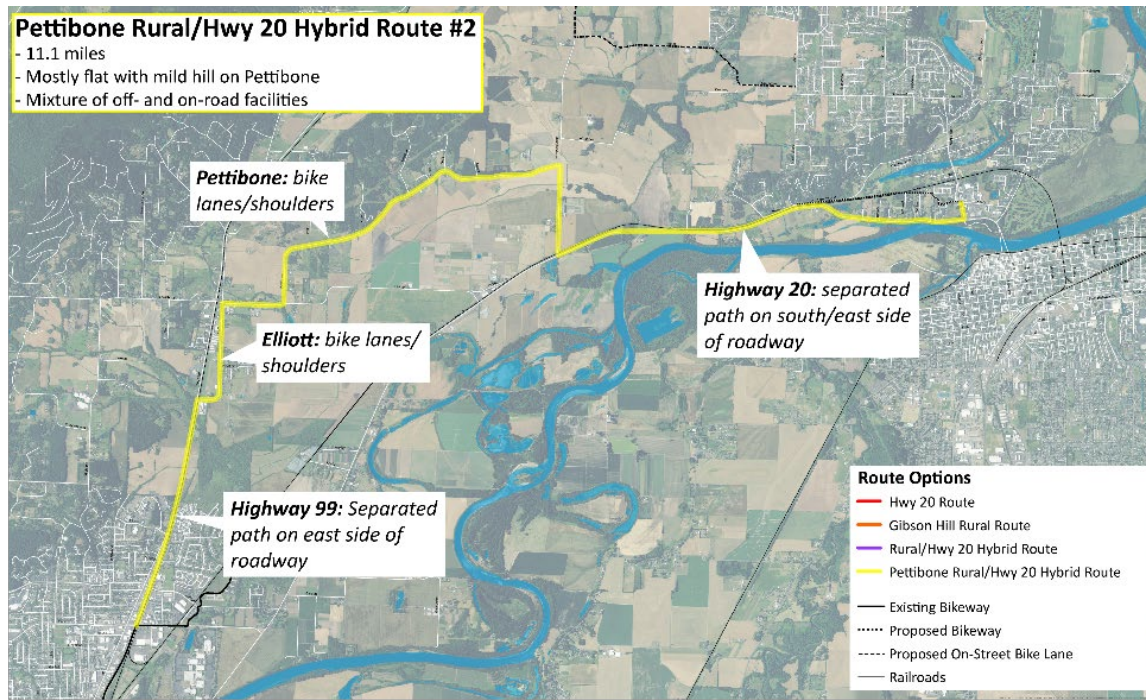 Pettibone Rural/Hwy 20 Hybrid Route #2
- 11.1 miles
- Mostly flat with mild hill on Pettibone
- Mixture of off- and on-road facilities
Pettibone: bike
lanes/shoulders
Highway 20: separated
path on south/east side
of roadway
Elliott: bike lanes/
shoulders
Highway 99: Separated
path on east side of
roadway
Route Options
Hwy 20 Route
Gibson Hill Rural Route
Rural/Hwy 20 Hybrid Route
Pettibone Rural/Hwy 20 Hybrid Route
Existing Bikeway
Proposed Bikeway
Proposed On-Street Bike Lane
Railroads